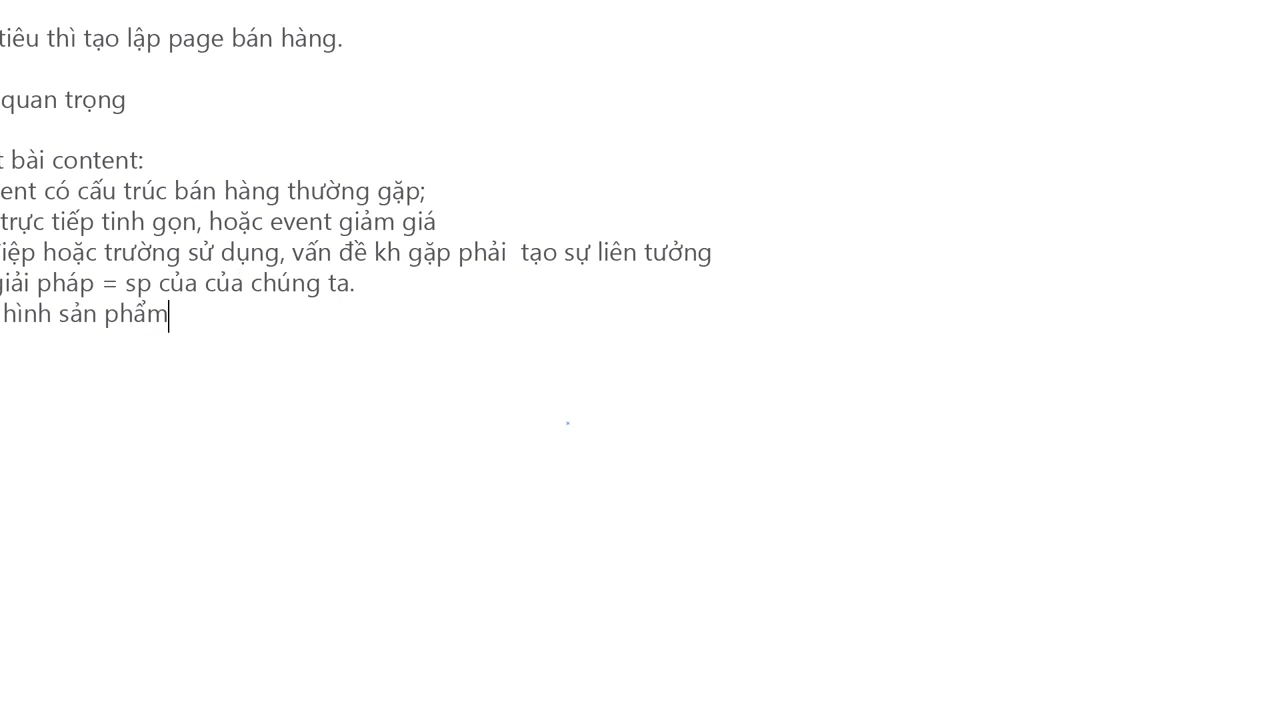 tiêu thì tạo lập page bán hàng.
quan trọng
bài content:
ent có cấu trúc bán hàng thường gặp;
trực tiếp tinh gọn, hoặc event giảm giá
iệp hoặc trường sử dụng, vấn đề kh gặp phải  tạo sự liên tưởng
giải pháp = sp của của chúng ta.
hình sản phẩm